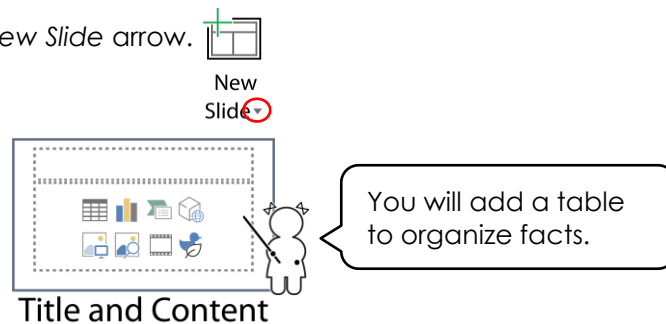 ew Slide arrow.
New
Slide
You will add a table
to organize facts.
Title and Content